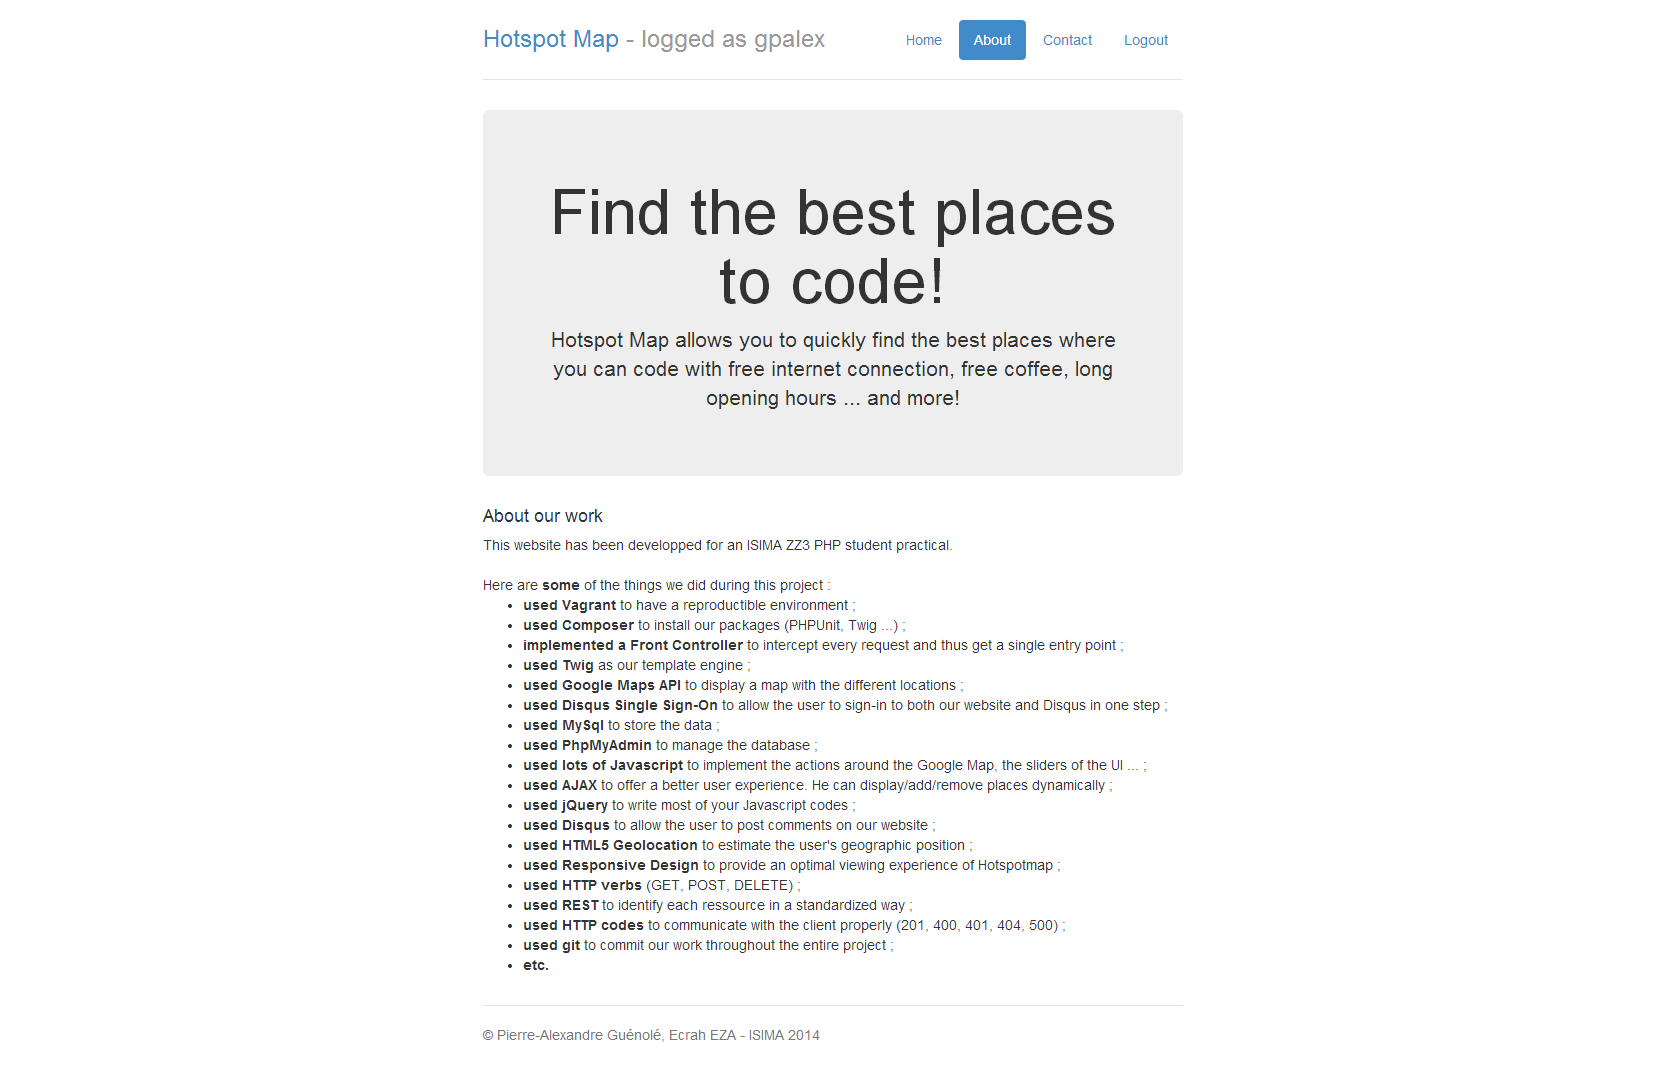 Hotspot Map - logged as gpalex
Home About Contact Logout
Find the best places
to code!
Hotspot Map allows you to quickly find the best places where
you can code with free internet connection, free coffee, long
opening hours ... and more!
About our work
This website has been developped for an ISIMA ZZ3 PHP student practical.
Here are some of the things we did during this project :
• used Vagrant to have a reproductible environment ;
• used Composer to install our packages (PHPUnit, Twig ...) ;
• implemented a Front Controller to intercept every request and thus get a single entry point ;
• used Twig as our template engine ;
• used Google Maps API to display a map with the different locations ;
• used Disqus Single Sign-On to allow the user to sign-in to both our website and Disqus in one step ;
• used MySql to store the data ;
• used PhpMyAdmin to manage the database ;
• used lots of Javascript to implement the actions around the Google Map, the sliders of the UI ... ;
• used AJAX to offer a better user experience. He can display/add/remove places dynamically ;
• used jQuery to write most of your Javascript codes ;
• used Disqus to allow the user to post comments on our website ;
• used HTML5 Geolocation to estimate the user's geographic position ;
• used Responsive Design to provide an optimal viewing experience of Hotspotmap ;
• used HTTP verbs (GET, POST, DELETE) ;
• used REST to identify each ressource in a standardized way ;
• used HTTP codes to communicate with the client properly (201, 400, 401, 404, 500) ;
• used git to commit our work throughout the entire project ;
• etc.
© Pierre-Alexandre Guénolé, Ecrah EZA - ISIMA 2014